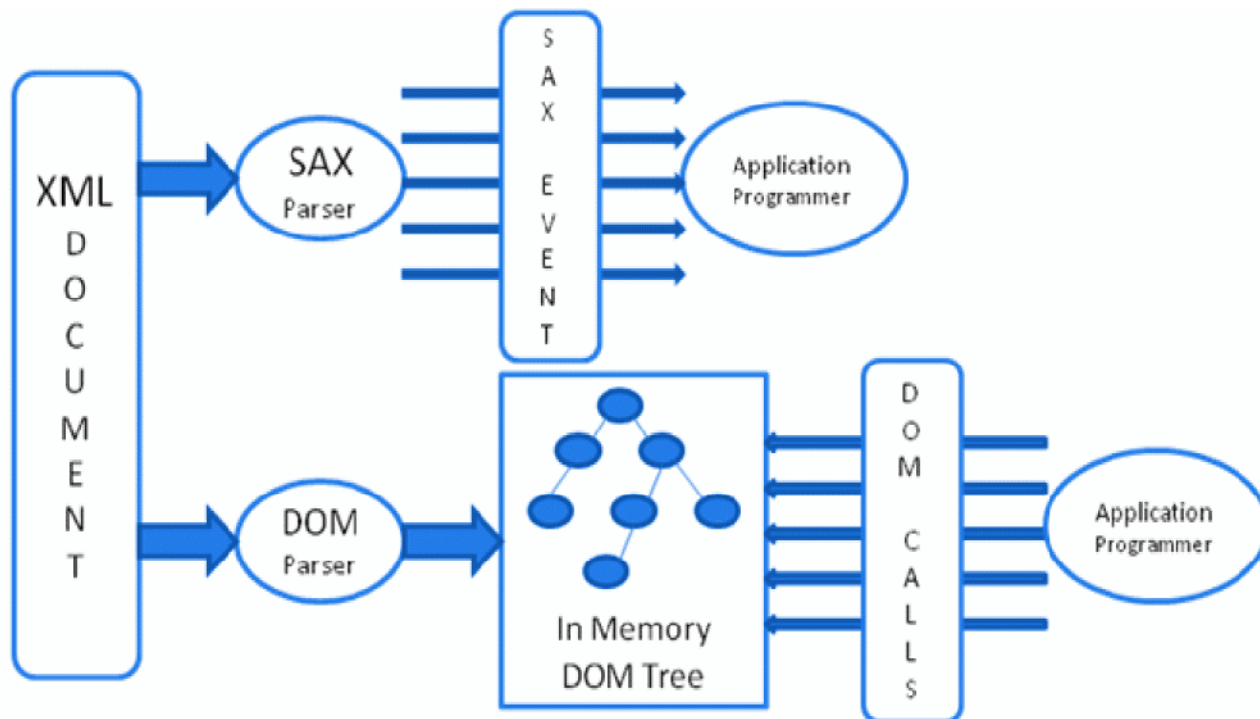 XML
DOCUMENT
SAX
Parser
SAX EVENT
Application
Programmer
DOM
Parser
In Memory
DOM Tree
DOM CALLS
Application
Programmer